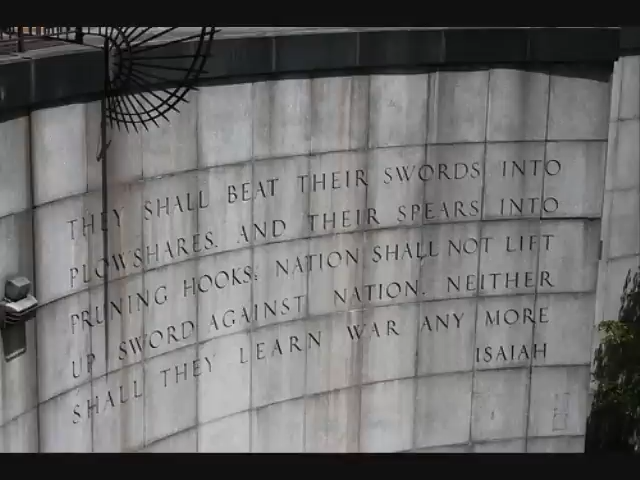 THEY SHALL BEAT THEIR SWORDS INTO
PLOWSHARES. AND THEIR SPEARS INTO
PRUNING HOOKS: NATION SHALL NOT LIFT
UP SWORD AGAINST NATION. NEITHER
SHALL THEY LEARN WAR ANY MORE
ISAIAH